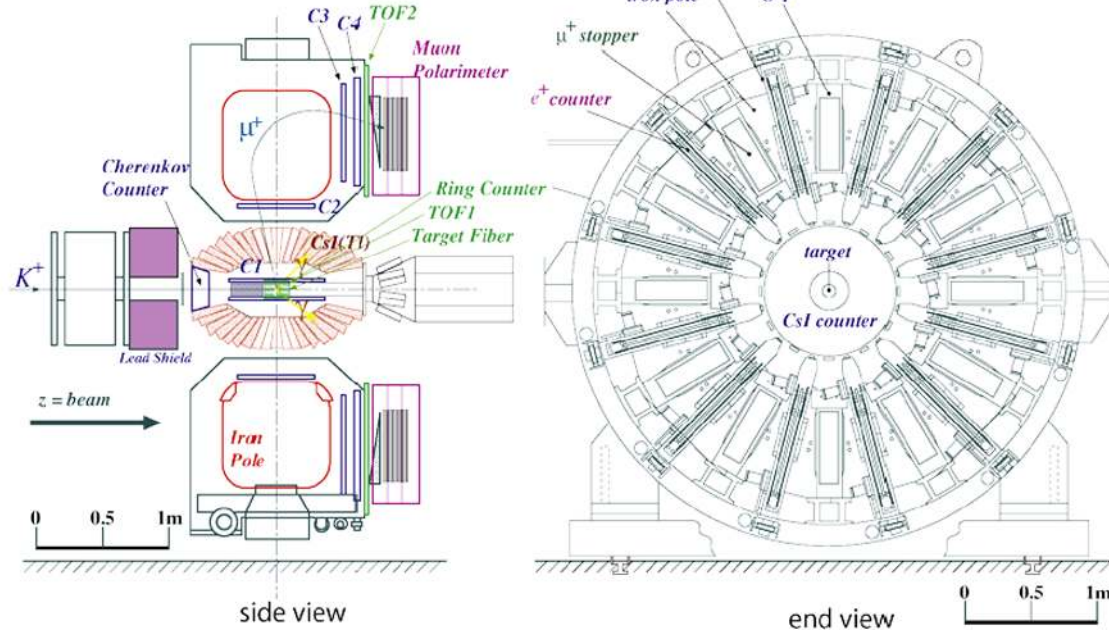 C3
C4
TOF2
Muon
Polarimeter
μ+
Cherenkov
Counter
C2
Ring Counter
TOF1
CsI(Tl)
Target Fiber
C1
K+
Lead Shield
z = beam
Iron
Pole
0 0.5 1m
side view
μ+ stopper
e+ counter
target
CsI counter
0 0.5 1m
end view